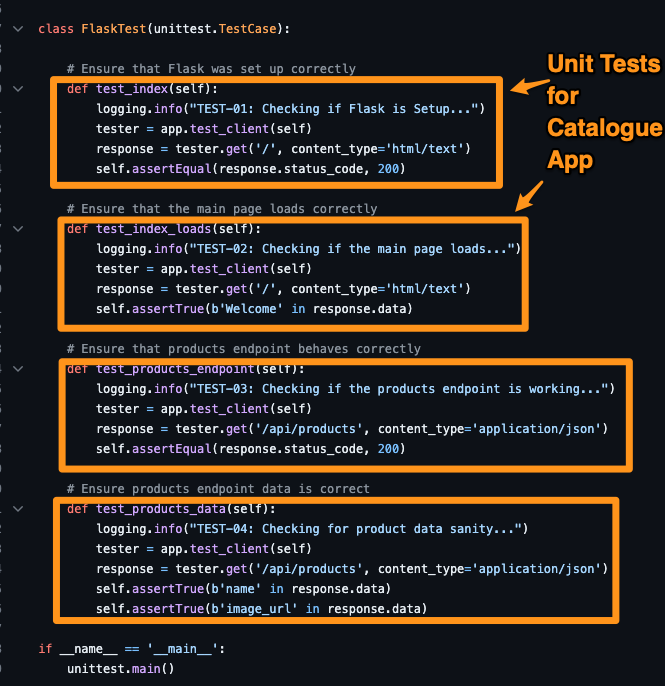 class FlaskTest(unittest.TestCase):
# Ensure that Flask was set up correctly
def test_index(self):
logging.info("TEST-01: Checking if Flask is Setup...")
tester = app.test_client(self)
response = tester.get('/', content_type='html/text')
self.assertEqual(response.status_code, 200)
Unit Tests
for
Catalogue
App
# Ensure that the main page loads correctly
def test_index_loads(self):
logging.info("TEST-02: Checking if the main page loads...")
tester = app.test_client(self)
response = tester.get('/', content_type='html/text')
self.assertTrue(b'Welcome' in response.data)
# Ensure that products endpoint behaves correctly
def test_products_endpoint(self):
logging.info("TEST-03: Checking if the products endpoint is working...")
tester = app.test_client(self)
response = tester.get('/api/products', content_type='application/json')
self.assertEqual(response.status_code, 200)
# Ensure products endpoint data is correct
def test_products_data(self):
logging.info("TEST-04: Checking for product data sanity...")
tester = app.test_client(self)
response = tester.get('/api/products', content_type='application/json')
self.assertTrue(b'name' in response.data)
self.assertTrue(b'image_url' in response.data)
if __name__ == '__main__':
unittest.main()